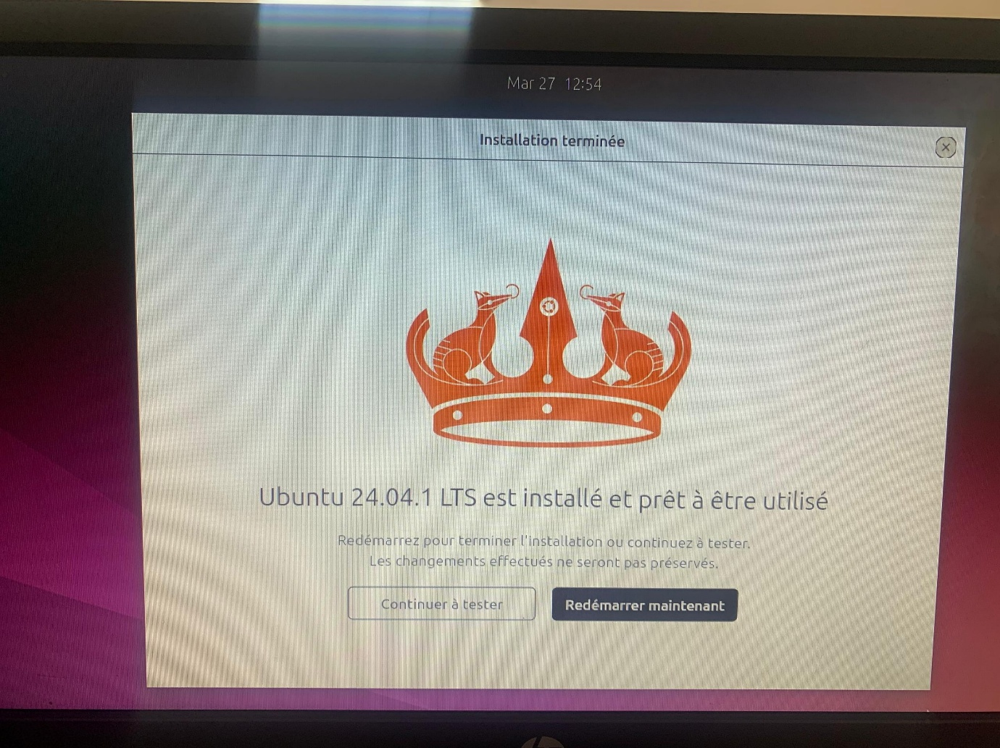 Mar 27 12:54
Installation terminée
Ubuntu 24.04.1 LTS est installé et prêt à être utilisé
Redémarrez pour terminer l'installation ou continuez à tester.
Les changements effectués ne seront pas préservés.
Continuer à tester
Redémarrer maintenant